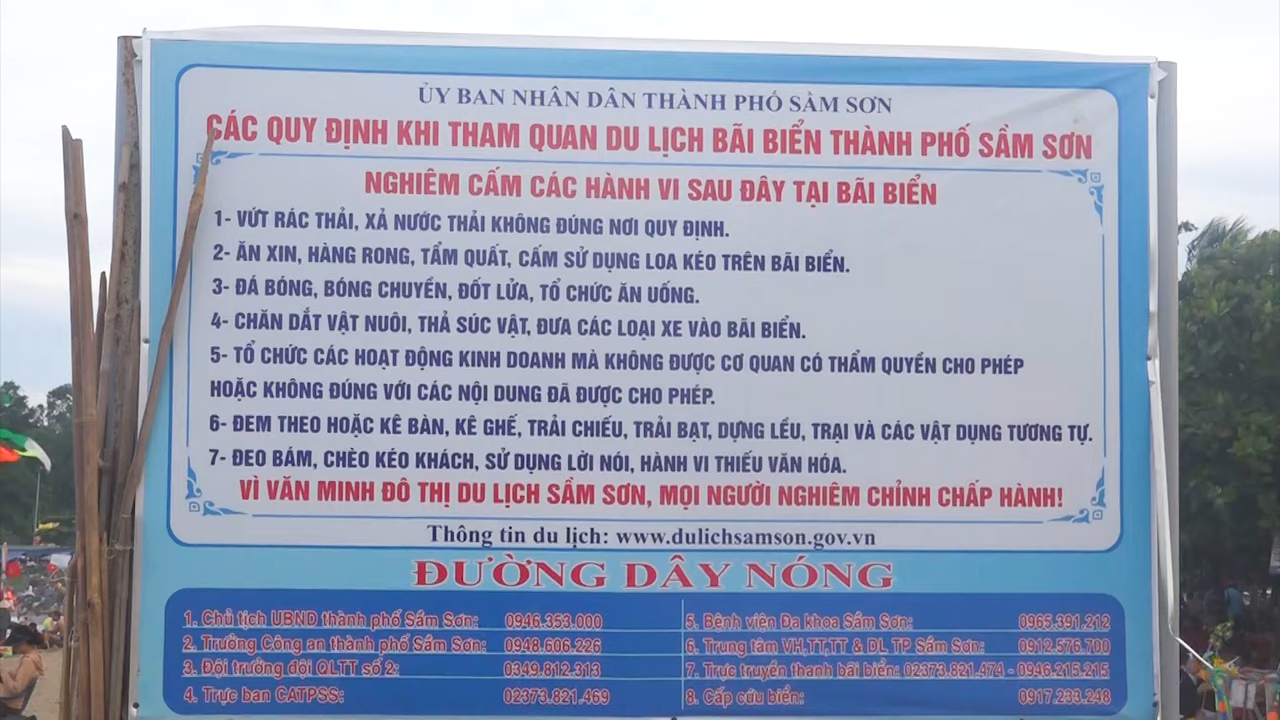 ỦY BAN NHÂN DÂN THÀNH PHỐ SẦM SƠN
CÁC QUY ĐỊNH KHI THAM QUAN DU LỊCH BÃI BIỂN THÀNH PHỐ SẦM SƠN
NGHIÊM CẤM CÁC HÀNH VI SAU ĐÂY TẠI BÃI BIỂN
1- VỨT RÁC THẢI, XẢ NƯỚC THẢI KHÔNG ĐÚNG NƠI QUY ĐỊNH.
2- ĂN XIN, HÀNG RONG, TẨM QUẤT, CẤM SỬ DỤNG LOA KÉO TRÊN BÃI BIỂN.
3- ĐÁ BÓNG, BÓNG CHUYỀN, ĐỐT LỬA, TỔ CHỨC ĂN UỐNG.
4- CHĂN DẮT VẬT NUÔI, THẢ SÚC VẬT, ĐƯA CÁC LOẠI XE VÀO BÃI BIỂN.
5- TỔ CHỨC CÁC HOẠT ĐỘNG KINH DOANH MÀ KHÔNG ĐƯỢC CƠ QUAN CÓ THẨM QUYỀN CHO PHÉP
HOẶC KHÔNG ĐÚNG VỚI CÁC NỘI DUNG ĐÃ ĐƯỢC CHO PHÉP.
6- ĐEM THEO HOẶC KÊ BÀN, KÊ GHẾ, TRẢI CHIẾU, TRẢI BẠT, DỰNG LỀU, TRẠI VÀ CÁC VẬT DỤNG TƯƠNG TỰ.
7- ĐEO BÁM, CHÈO KÉO KHÁCH, SỬ DỤNG LỜI NÓI, HÀNH VI THIẾU VĂN HÓA.
VÌ VĂN MINH ĐÔ THỊ DU LỊCH SẦM SƠN, MỌI NGƯỜI NGHIÊM CHỈNH CHẤP HÀNH!
Thông tin du lịch: www.dulichsamson.gov.vn
ĐƯỜNG DÂY NÓNG
1. Chủ tịch UBND thành phố Sầm Sơn: 0946.353.000
2. Trưởng Công an thành phố Sầm Sơn: 0948.606.226
3. Đội trưởng đội QLTT số 2: 0349.812.313
4. Trực ban CATPSS: 02373.821.469
5. Bệnh viện Đa khoa Sầm Sơn: 0965.391.212
6. Trung tâm VH,TT,TT & DL TP Sầm Sơn: 0912.576.700
7. Trực truyền thanh bãi biển: 02373.821.474 - 0946.215.215
8. Cấp cứu biển: 0917.233.248